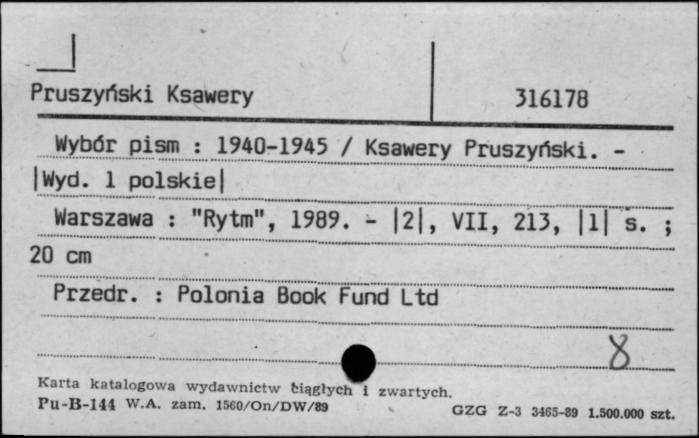 Pruszyński Ksawery 316178
Wybór pism : 1940-1945 / Ksawery Pruszyński. -
|Wyd. 1 polskie|
Warszawa : "Rytm", 1989. - |2|, VII, 213, |1| s. ;
20 cm
Przedr. : Polonia Book Fund Ltd
8
Karta katalogowa wydawnictw ciągłych i zwartych.
Pu-B-144 W.A. zam. 1560/On/DW/89 GZG Z-3 3465-89 1.500.000 szt.